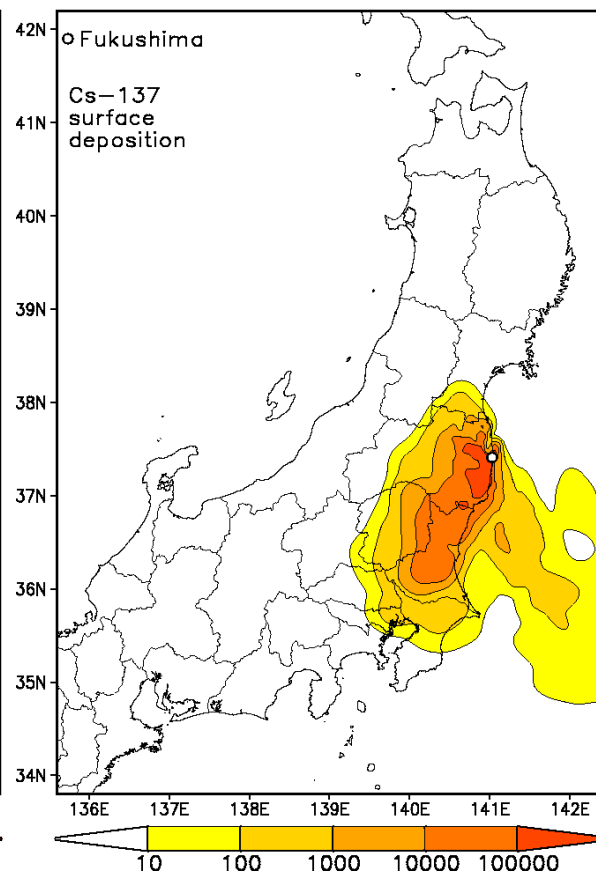 42N
Fukushima
Cs-137
surface
deposition
41N
40N
39N
38N
37N
36N
35N
34N
136E 137E 138E 139E 140E 141E 142E
10 100 1000 10000 100000